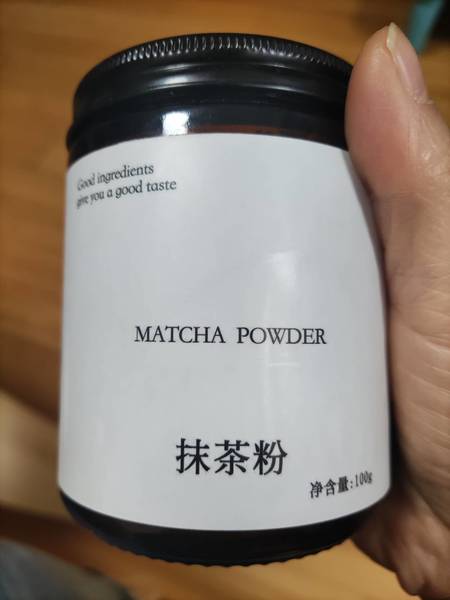 Good ingredients
give you a good taste
MATCHA POWDER
抹茶粉
净含量:100g